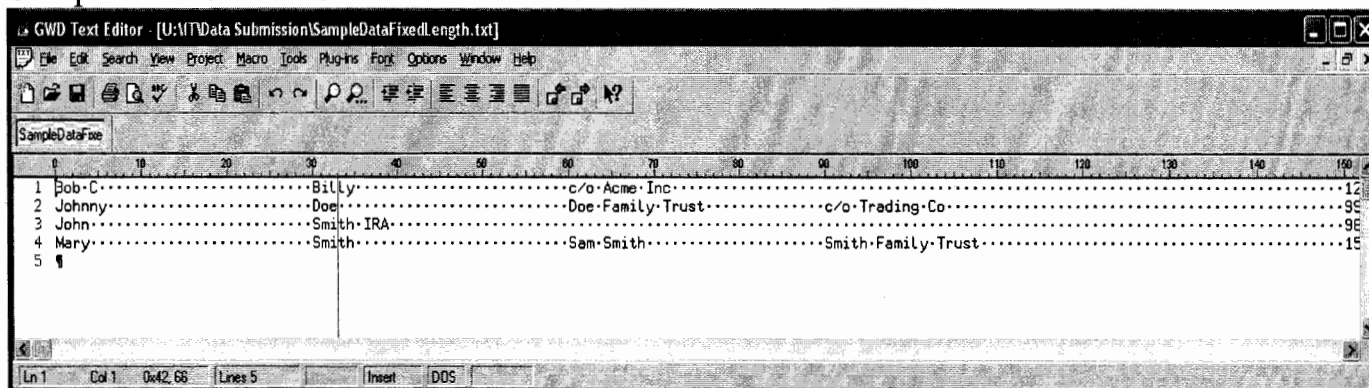 GWD Text Editor - [U:\IT\Data Submission\SampleDataFixedLength.txt]
File Edit Search View Project Macro Tools Plug-ins Font Options Window Help
SampleDataFixe
0 10 20 30 40 50 60 70 80 90 100 110 120 130 140 150
1 Bob·C······························Billy·························c/o·Acme·Inc···············································································12
2 Johnny·······················Doe···························Doe·Family·Trust··············c/o·Trading·Co··············································99
3 John·························Smith·IRA················································································································98
4 Mary·························Smith·························Sam·Smith·····················Smith·Family·Trust··········································15
5 ¶
Ln 1 Col 1 0x42, 66 Lines 5 Insert DOS